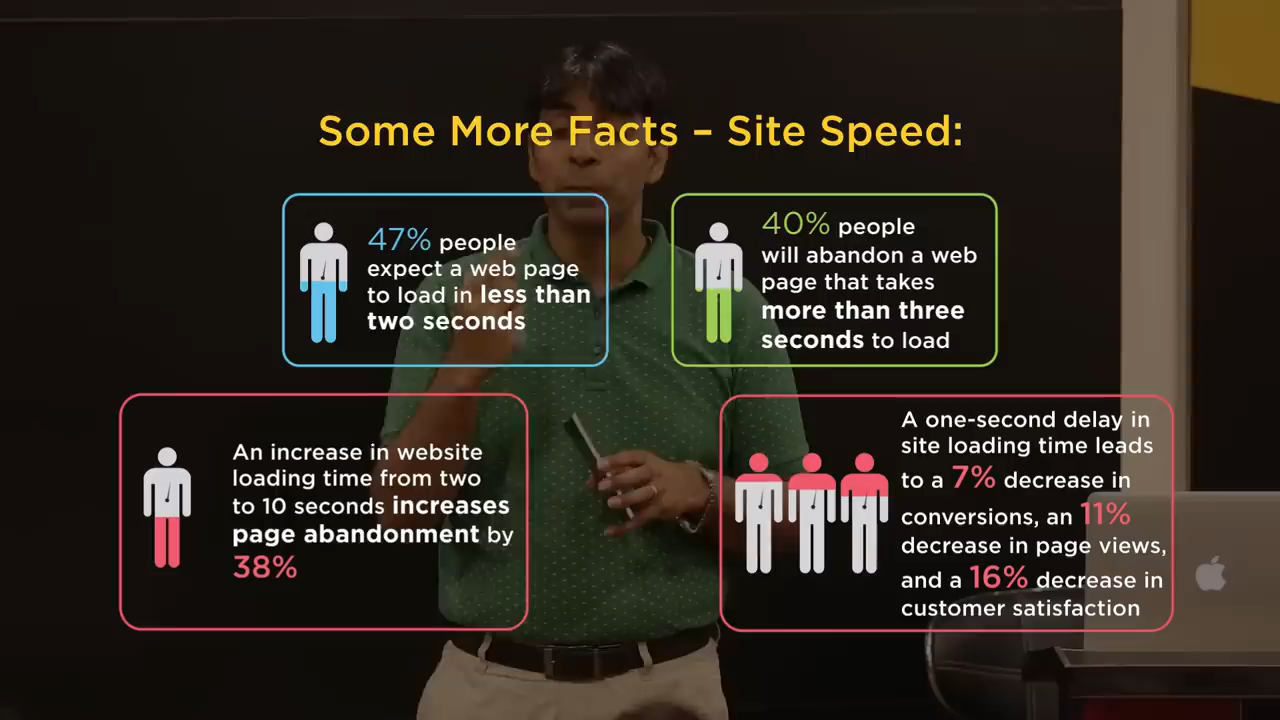 Some More Facts – Site Speed:
47% people
expect a web page
to load in less than
two seconds
40% people
will abandon a web
page that takes
more than three
seconds to load
An increase in website
loading time from two
to 10 seconds increases
page abandonment by
38%
A one-second delay in
site loading time leads
to a 7% decrease in
conversions, an 11%
decrease in page views,
and a 16% decrease in
customer satisfaction